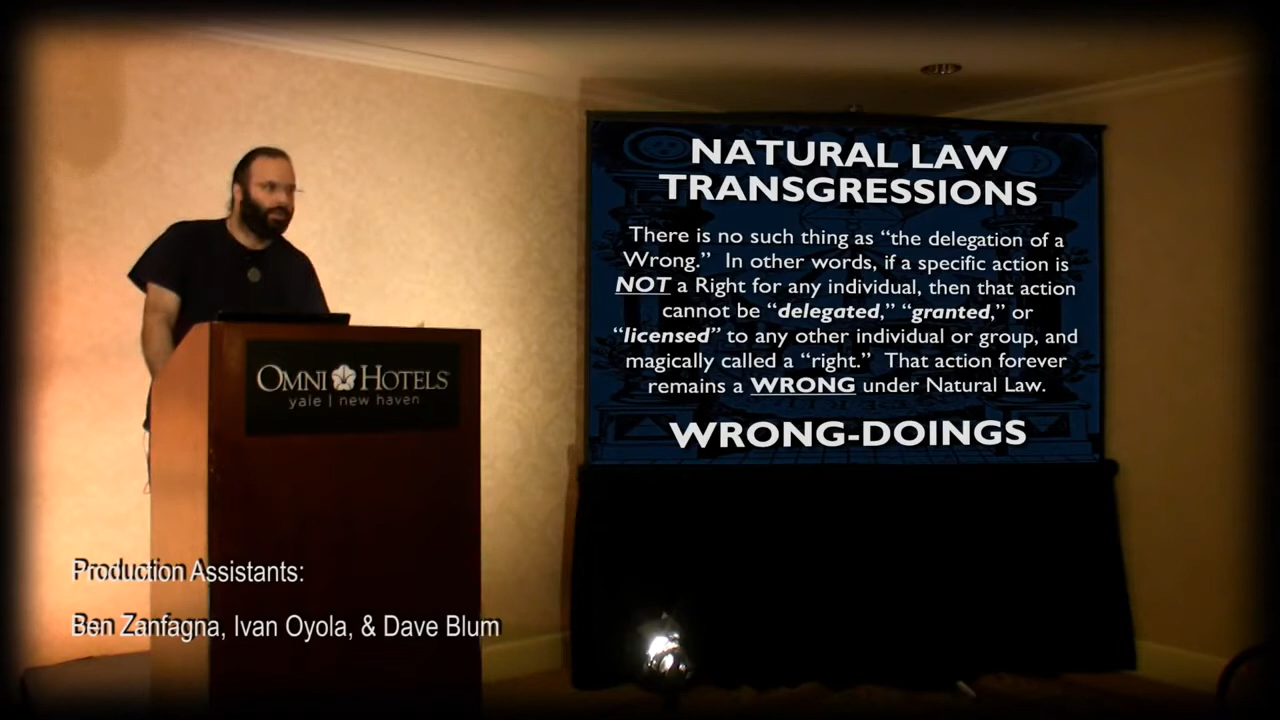 NATURAL LAW
TRANSGRESSIONS
There is no such thing as “the delegation of a
Wrong.” In other words, if a specific action is
NOT a Right for any individual, then that action
cannot be “delegated,” “granted,” or
“licensed” to any other individual or group, and
magically called a “right.” That action forever
remains a WRONG under Natural Law.
WRONG-DOINGS
OMNI HOTELS
yale | new haven
Production Assistants:
Ben Zanfagna, Ivan Oyola, & Dave Blum